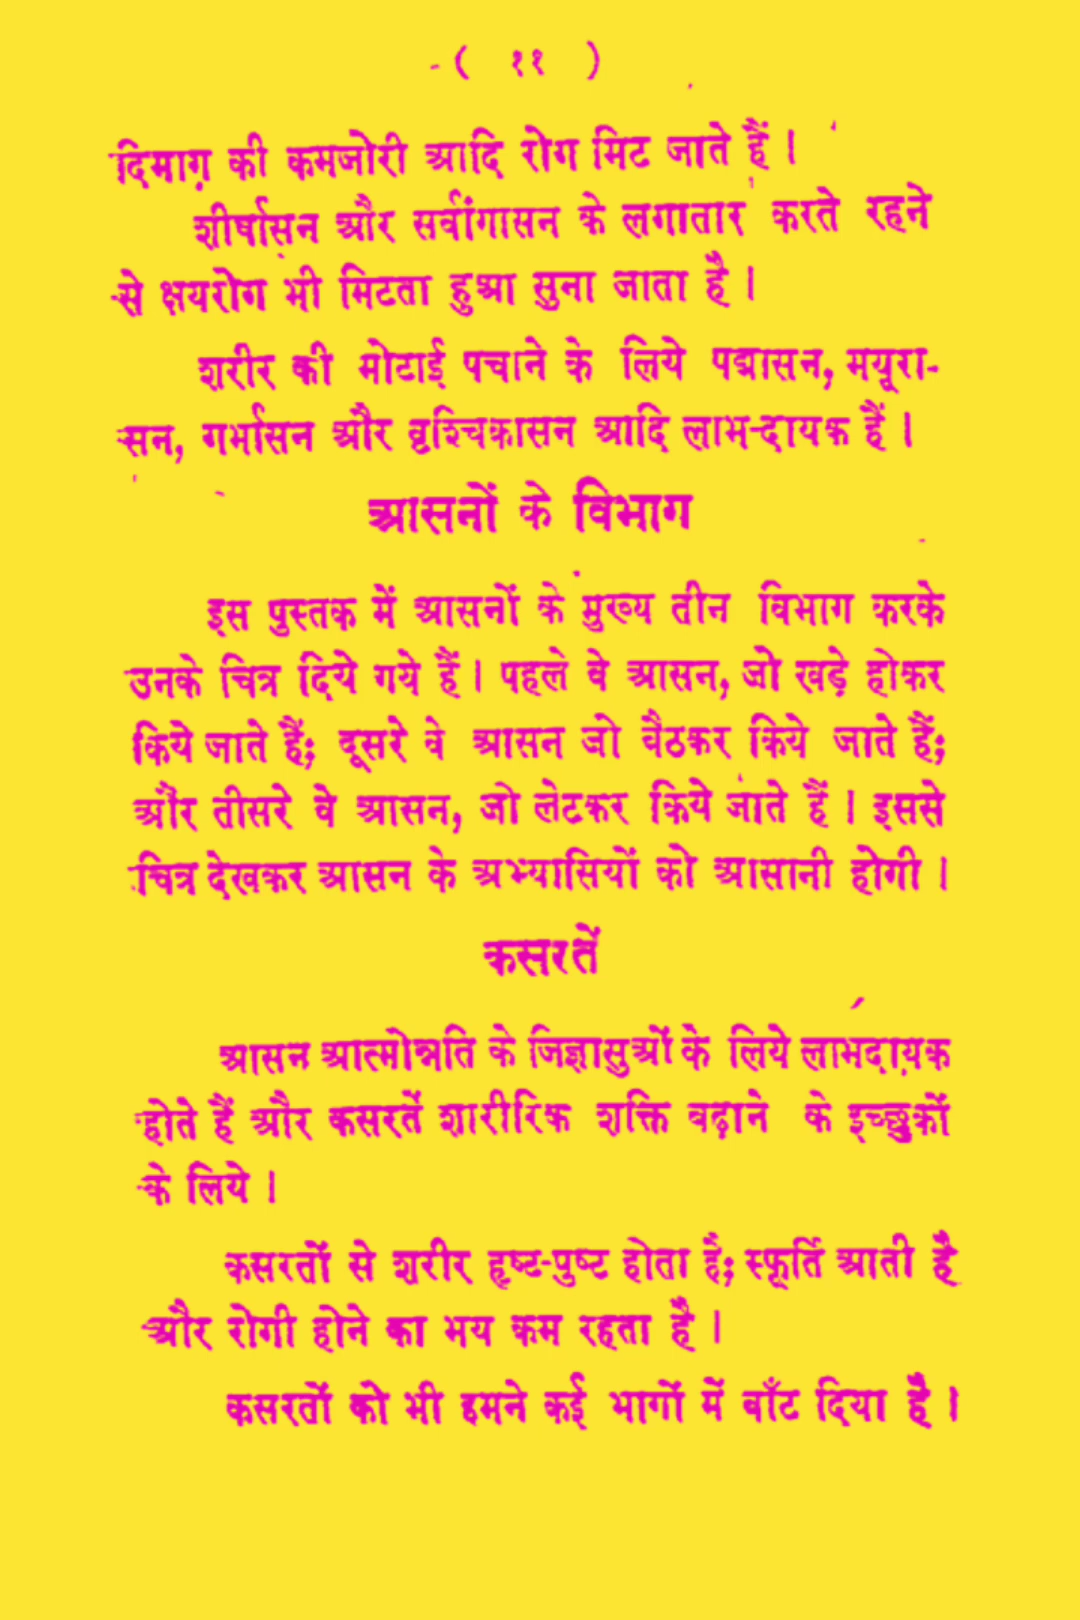 ( ११ )
दिमाग़ की कमजोरी आदि रोग मिट जाते हैं ।
शीर्षासन और सर्वांगासन के लगातार करते रहने
से क्षयरोग भी मिटता हुआ सुना जाता है ।
शरीर की मोटाई पचाने के लिये पद्मासन, मयूरा-
सन, गर्भासन और वृश्चिकासन आदि लाभ-दायक हैं ।
आसनों के विभाग
इस पुस्तक में आसनों के मुख्य तीन विभाग करके
उनके चित्र दिये गये हैं । पहले वे आसन, जो खड़े होकर
किये जाते हैं; दूसरे वे आसन जो बैठकर किये जाते हैं;
और तीसरे वे आसन, जो लेटकर किये जाते हैं । इससे
चित्र देखकर आसन के अभ्यासियों को आसानी होगी ।
कसरतें
आसन आत्मोन्नति के जिज्ञासुओं के लिये लाभदायक
होते हैं और कसरतें शारीरिक शक्ति बढ़ाने के इच्छुकों
के लिये ।
कसरतों से शरीर हृष्ट-पुष्ट होता है; स्फूर्ति आती है
और रोगी होने का भय कम रहता है ।
कसरतों को भी हमने कई भागों में बाँट दिया है ।